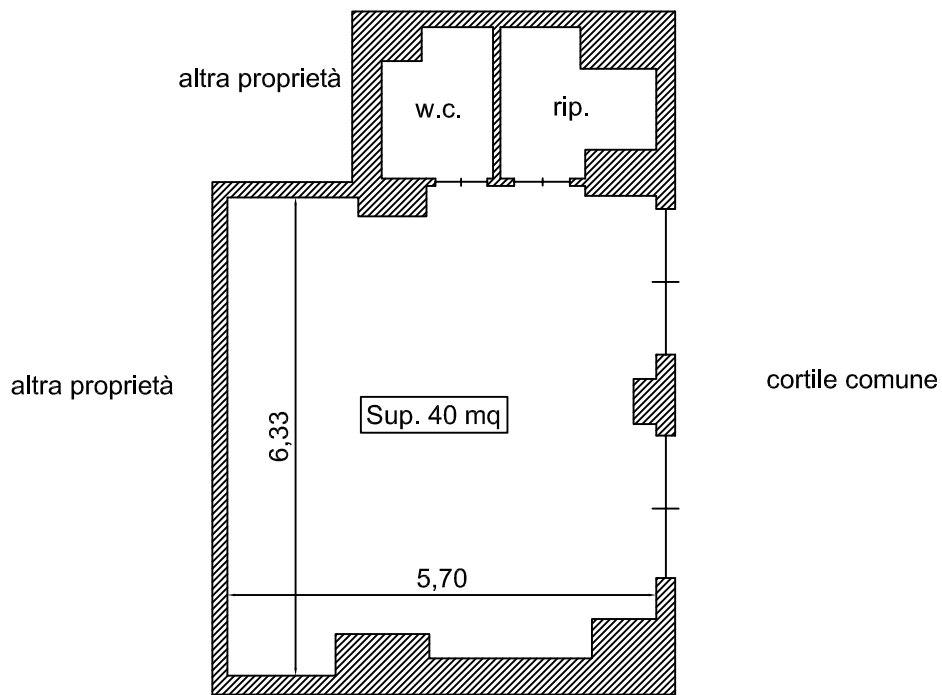 altra proprietà
w.c.
rip.
altra proprietà
6,33
Sup. 40 mq
cortile comune
5,70